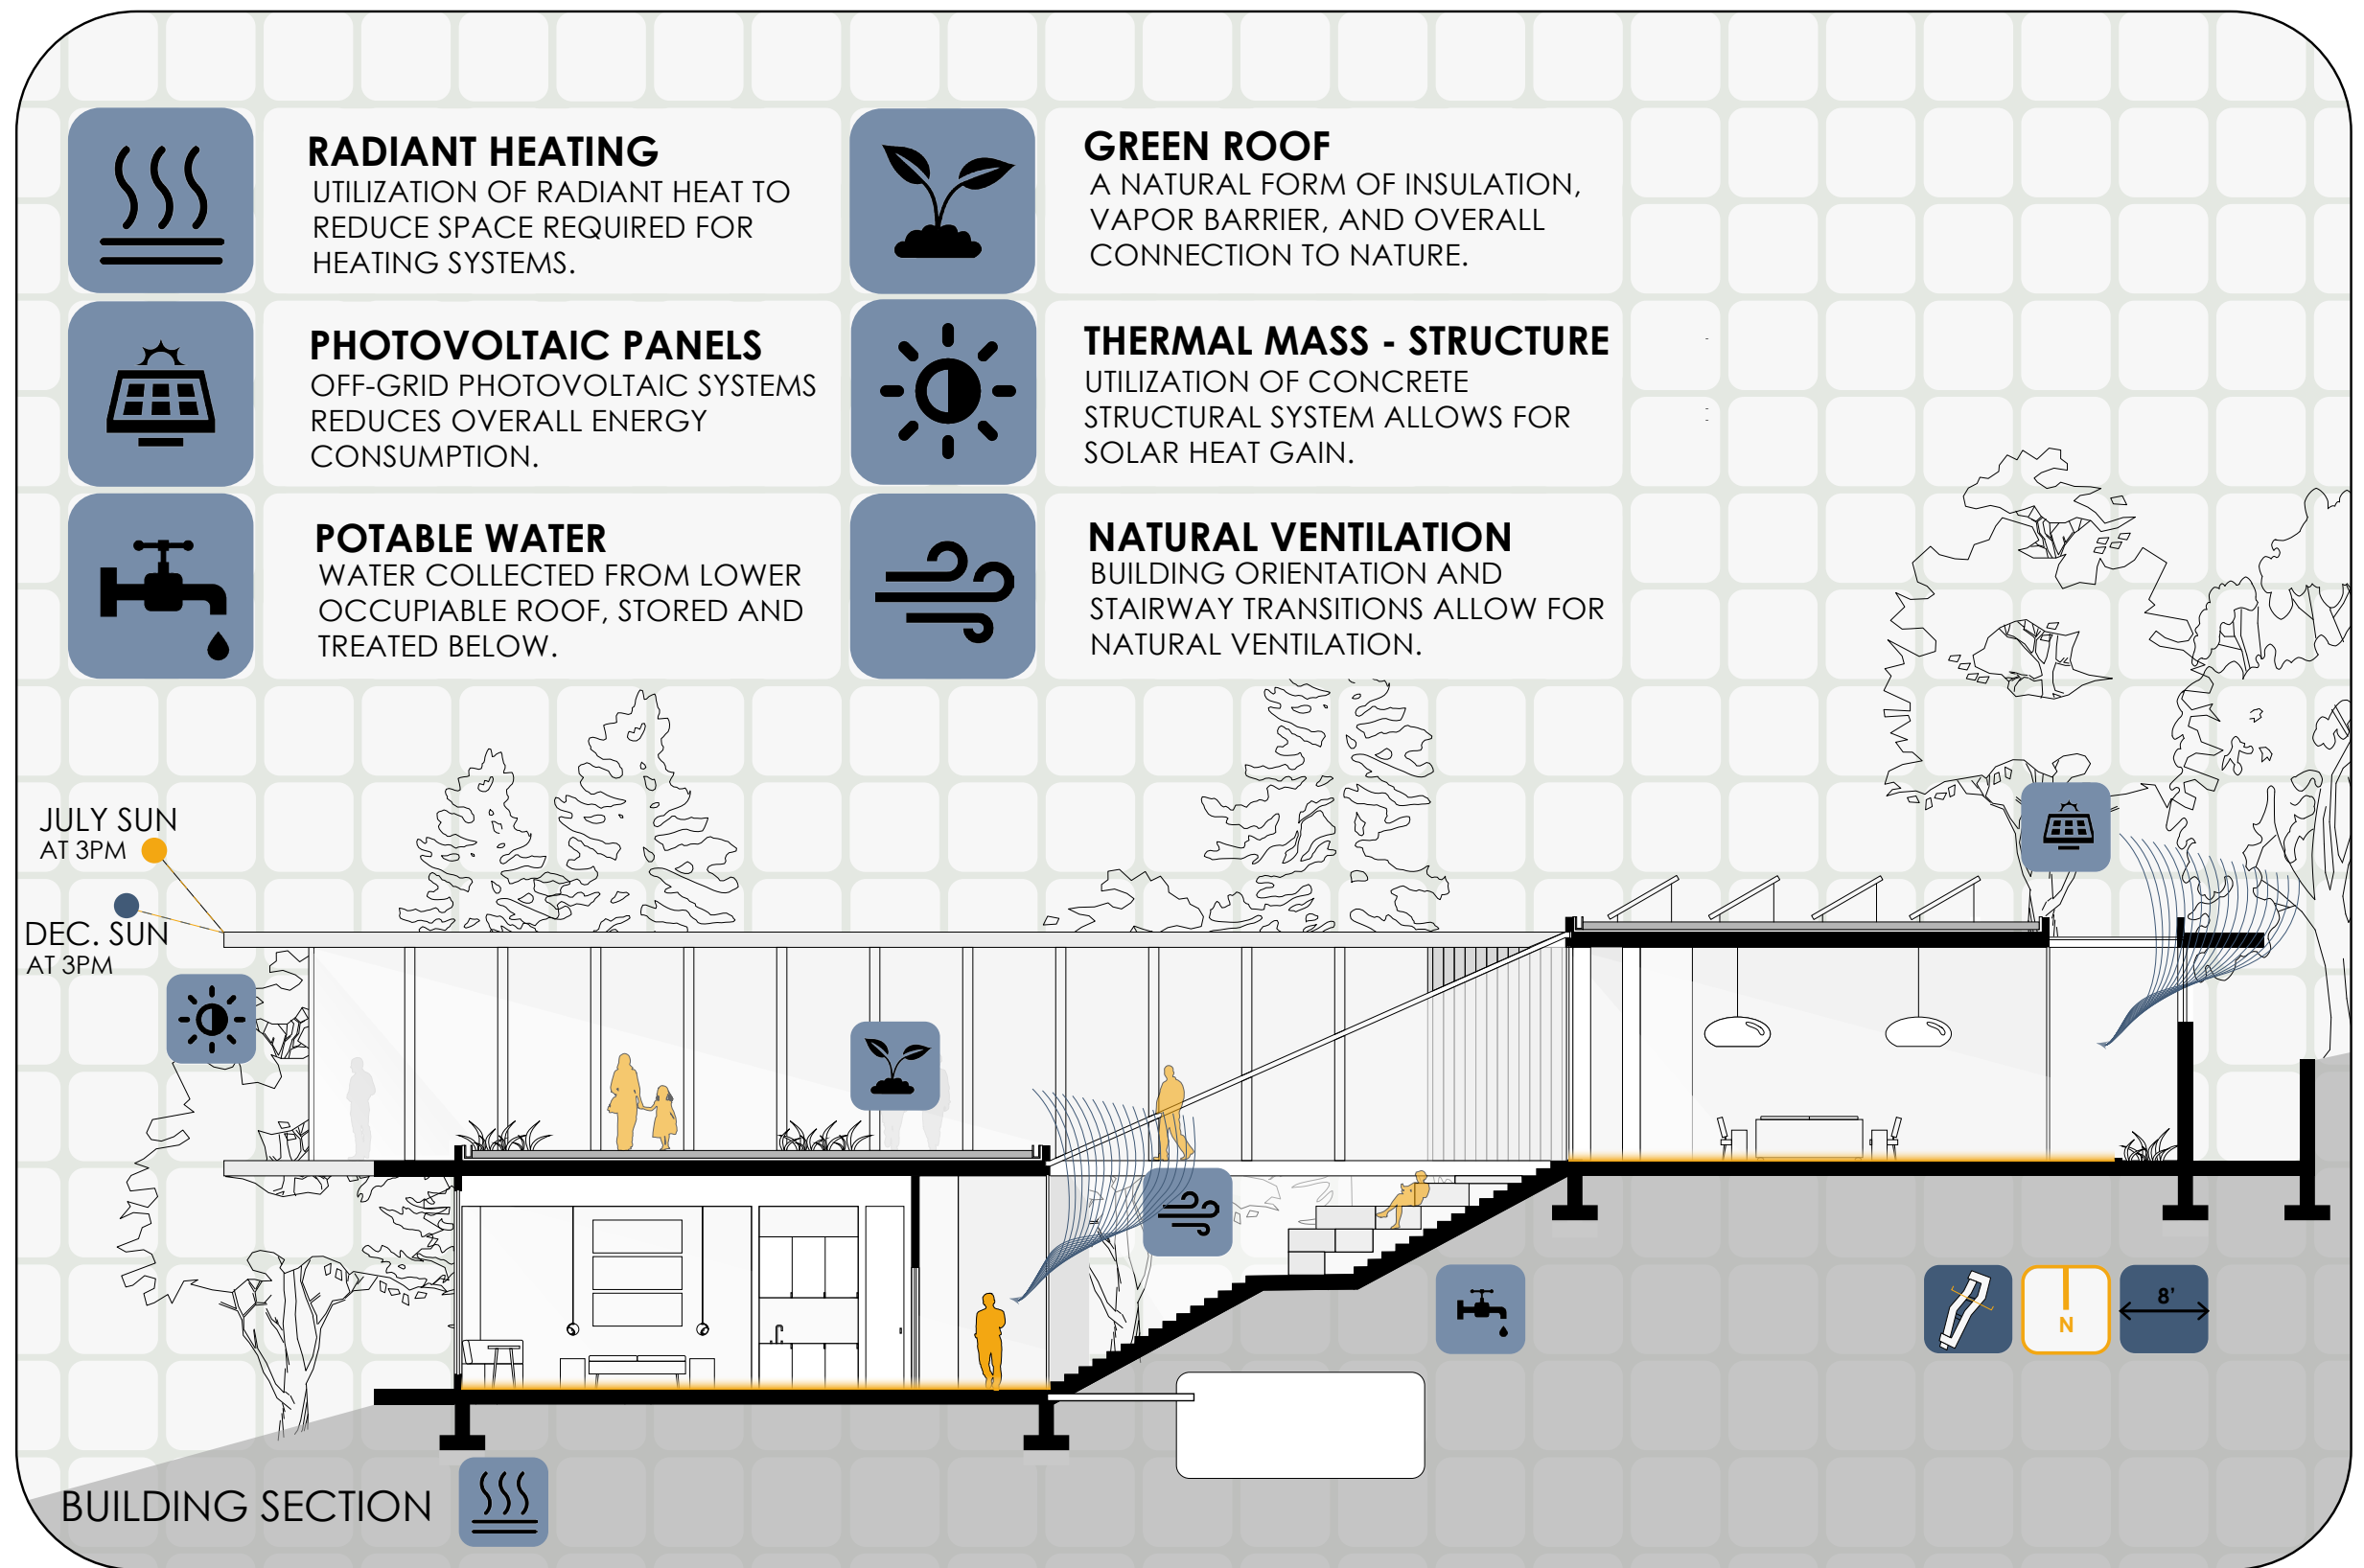 RADIANT HEATING
UTILIZATION OF RADIANT HEAT TO
REDUCE SPACE REQUIRED FOR
HEATING SYSTEMS.
GREEN ROOF
A NATURAL FORM OF INSULATION,
VAPOR BARRIER, AND OVERALL
CONNECTION TO NATURE.
PHOTOVOLTAIC PANELS
OFF-GRID PHOTOVOLTAIC SYSTEMS
REDUCES OVERALL ENERGY
CONSUMPTION.
THERMAL MASS - STRUCTURE
UTILIZATION OF CONCRETE
STRUCTURAL SYSTEM ALLOWS FOR
SOLAR HEAT GAIN.
POTABLE WATER
WATER COLLECTED FROM LOWER
OCCUPIABLE ROOF, STORED AND
TREATED BELOW.
NATURAL VENTILATION
BUILDING ORIENTATION AND
STAIRWAY TRANSITIONS ALLOW FOR
NATURAL VENTILATION.
JULY SUN
AT 3PM
DEC. SUN
AT 3PM
8'
N
BUILDING SECTION